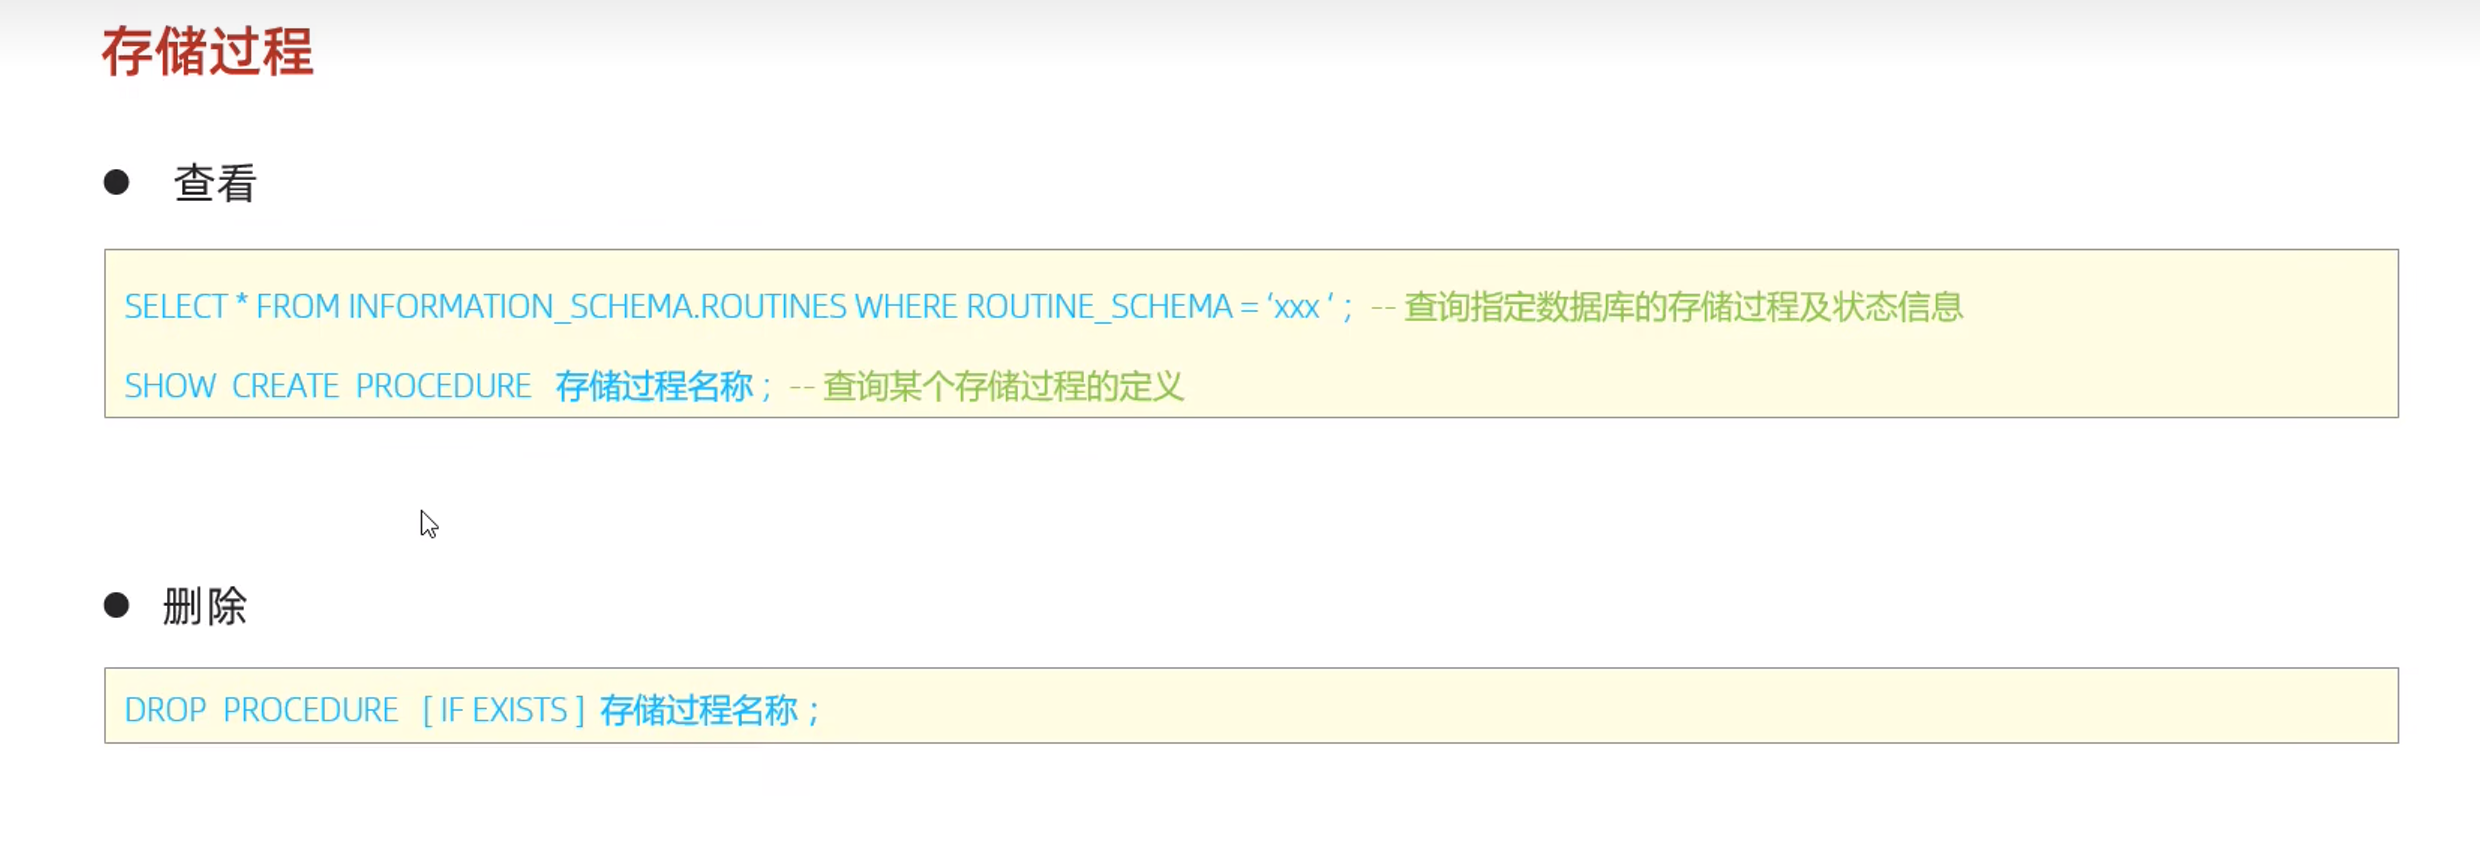 存储过程
● 查看
SELECT * FROM INFORMATION_SCHEMA.ROUTINES WHERE ROUTINE_SCHEMA = ‘xxx ‘ ;  -- 查询指定数据库的存储过程及状态信息
SHOW  CREATE  PROCEDURE   存储过程名称 ;  -- 查询某个存储过程的定义
● 删除
DROP  PROCEDURE   [ IF EXISTS ]  存储过程名称 ;